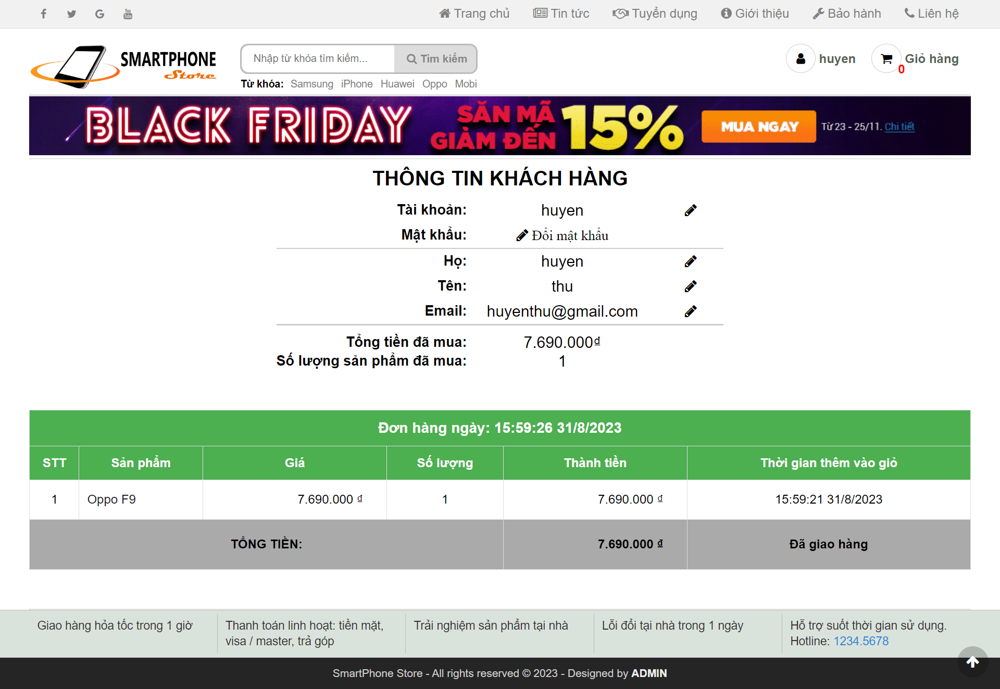 Trang chủ Tin tức Tuyển dụng Giới thiệu Bảo hành Liên hệ
SMARTPHONE
Store
Nhập từ khóa tìm kiếm... Tìm kiếm
huyen
0
Giỏ hàng
Từ khóa: Samsung iPhone Huawei Oppo Mobi
BLACK FRIDAY
SĂN MÃ
GIẢM ĐẾN
15%
MUA NGAY
Từ 23 - 25/11. Chi tiết
THÔNG TIN KHÁCH HÀNG
Tài khoản: huyen
Mật khẩu: Đổi mật khẩu
Họ: huyen
Tên: thu
Email: huyenthu@gmail.com
Tổng tiền đã mua: 7.690.000₫
Số lượng sản phẩm đã mua: 1
Đơn hàng ngày: 15:59:26 31/8/2023
STT Sản phẩm Giá Số lượng Thành tiền Thời gian thêm vào giỏ
1 Oppo F9 7.690.000 ₫ 1 7.690.000 ₫ 15:59:21 31/8/2023
TỔNG TIỀN: 7.690.000 ₫ Đã giao hàng
Giao hàng hỏa tốc trong 1 giờ
Thanh toán linh hoạt: tiền mặt,
visa / master, trả góp
Trải nghiệm sản phẩm tại nhà
Lỗi đổi tại nhà trong 1 ngày
Hỗ trợ suốt thời gian sử dụng.
Hotline: 1234.5678
SmartPhone Store - All rights reserved © 2023 - Designed by ADMIN